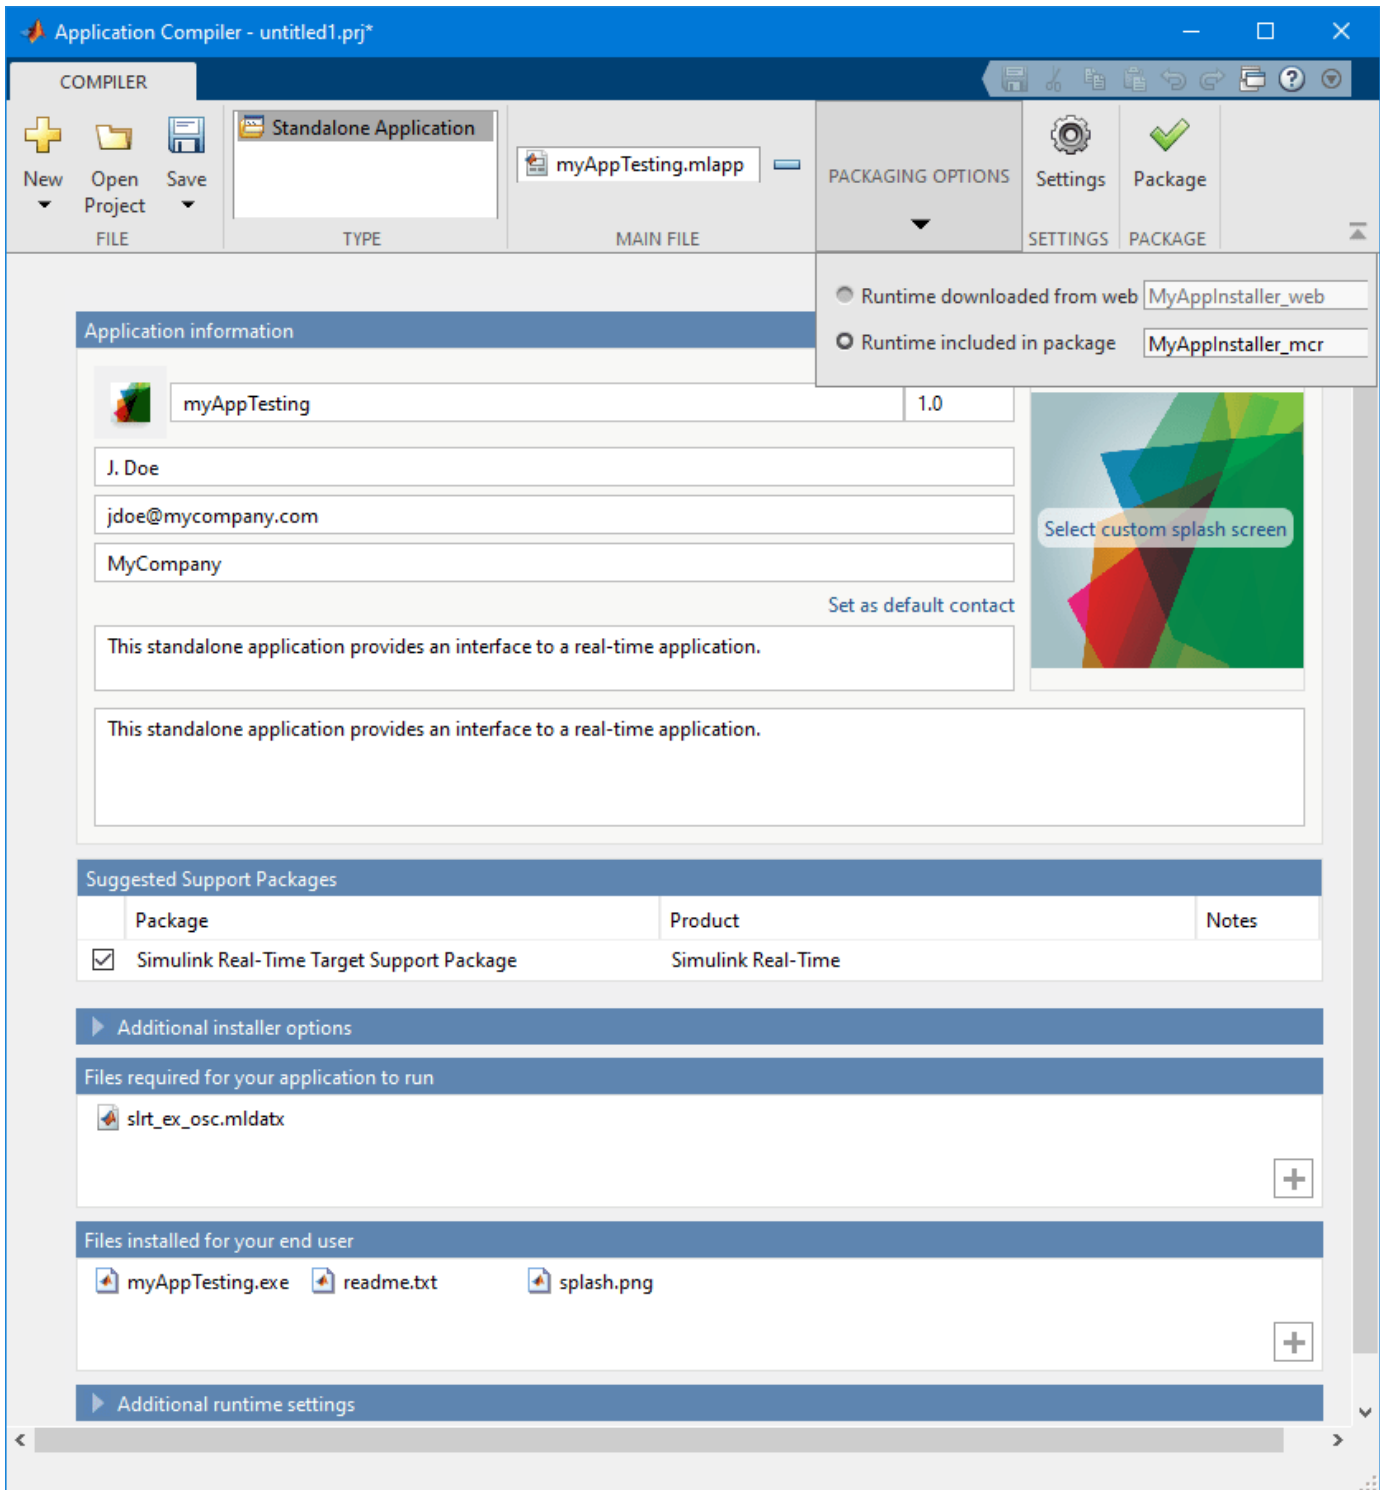 Application Compiler - untitled1.prj*
COMPILER
New
Open Project
Save
FILE
Standalone Application
TYPE
myAppTesting.mlapp
MAIN FILE
PACKAGING OPTIONS
Settings
SETTINGS
Package
PACKAGE
Runtime downloaded from web MyAppInstaller_web
Runtime included in package MyAppInstaller_mcr
Application information
myAppTesting 1.0
J. Doe
jdoe@mycompany.com
MyCompany
Select custom splash screen
Set as default contact
This standalone application provides an interface to a real-time application.
This standalone application provides an interface to a real-time application.
Suggested Support Packages
Package Product Notes
Simulink Real-Time Target Support Package Simulink Real-Time
Additional installer options
Files required for your application to run
slrt_ex_osc.mldatx
Files installed for your end user
myAppTesting.exe readme.txt splash.png
Additional runtime settings